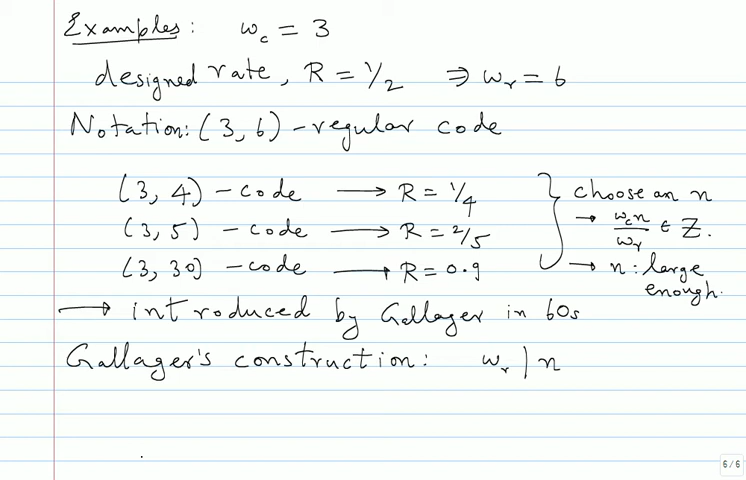 Examples: w_c = 3
designed rate, R = 1/2 ⇒ w_r = 6
Notation: (3, 6) - regular code
(3, 4) - code → R = 1/4
(3, 5) - code → R = 2/5
(3, 30) - code → R = 0.9
} choose an n
→ w_c n / w_r ∈ Z.
→ n: large enough.
→ introduced by Gallager in 60s
Gallager's construction: w_r | n
6/6